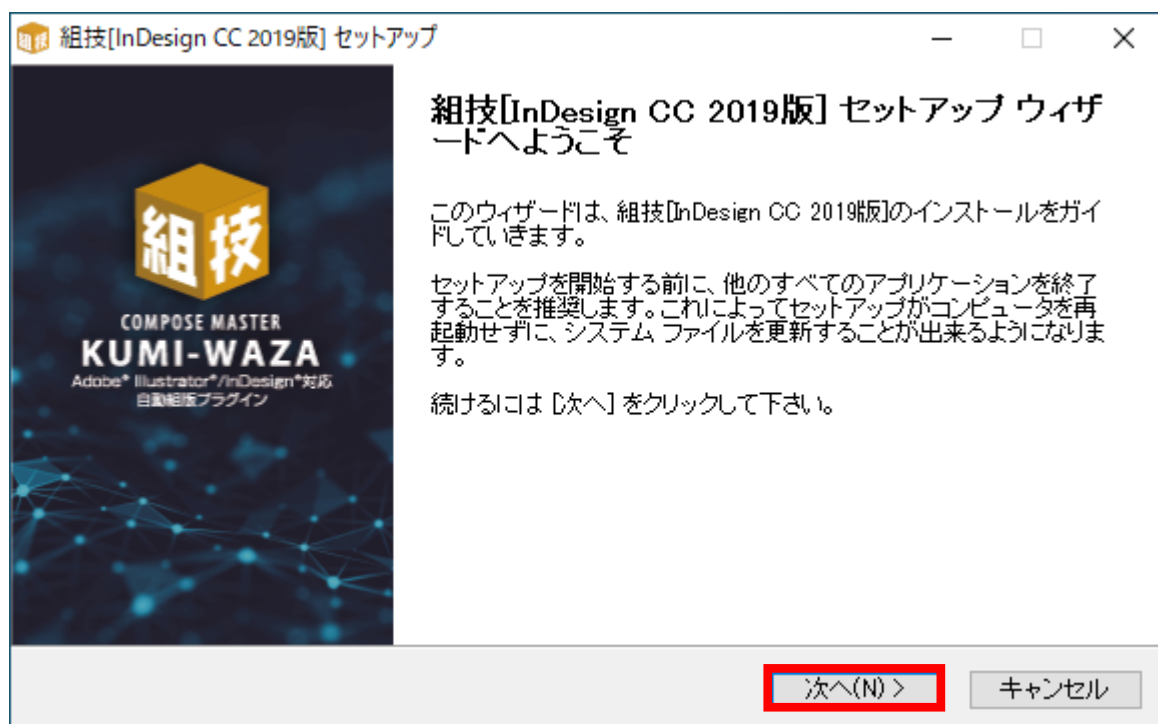 組技[InDesign CC 2019版] セットアップ
組技[InDesign CC 2019版] セットアップ ウィザ
ードへようこそ
このウィザードは、組技[InDesign CC 2019版]のインストールをガイ
ドしていきます。
セットアップを開始する前に、他のすべてのアプリケーションを終了
することを推奨します。これによってセットアップがコンピュータを再
起動せずに、システム ファイルを更新することが出来るようになりま
す。
続けるには [次へ] をクリックして下さい。
組技
COMPOSE MASTER
KUMI-WAZA
Adobe® Illustrator®/InDesign®対応
自動組版プラグイン
次へ(N) >
キャンセル